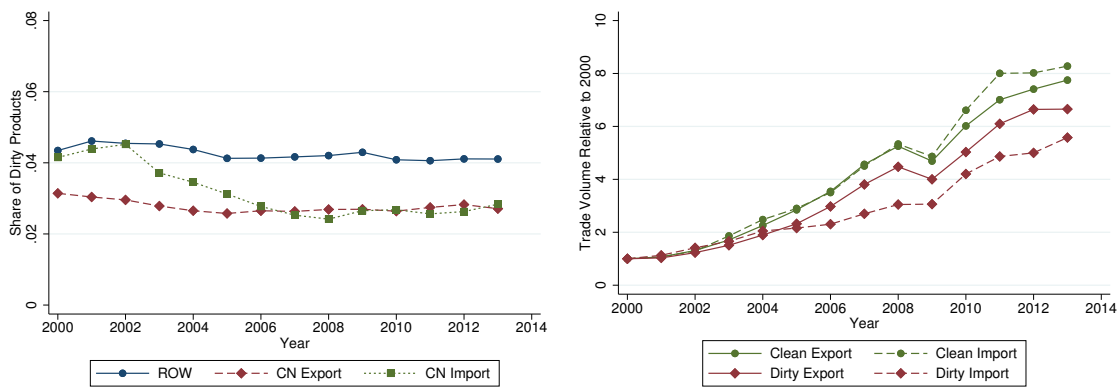 .08
.06
.04
.02
0
Share of Dirty Products
2000 2002 2004 2006 2008 2010 2012 2014
Year
ROW CN Export CN Import
10
8
6
4
2
0
Trade Volume Relative to 2000
2000 2002 2004 2006 2008 2010 2012 2014
Year
Clean Export Clean Import
Dirty Export Dirty Import